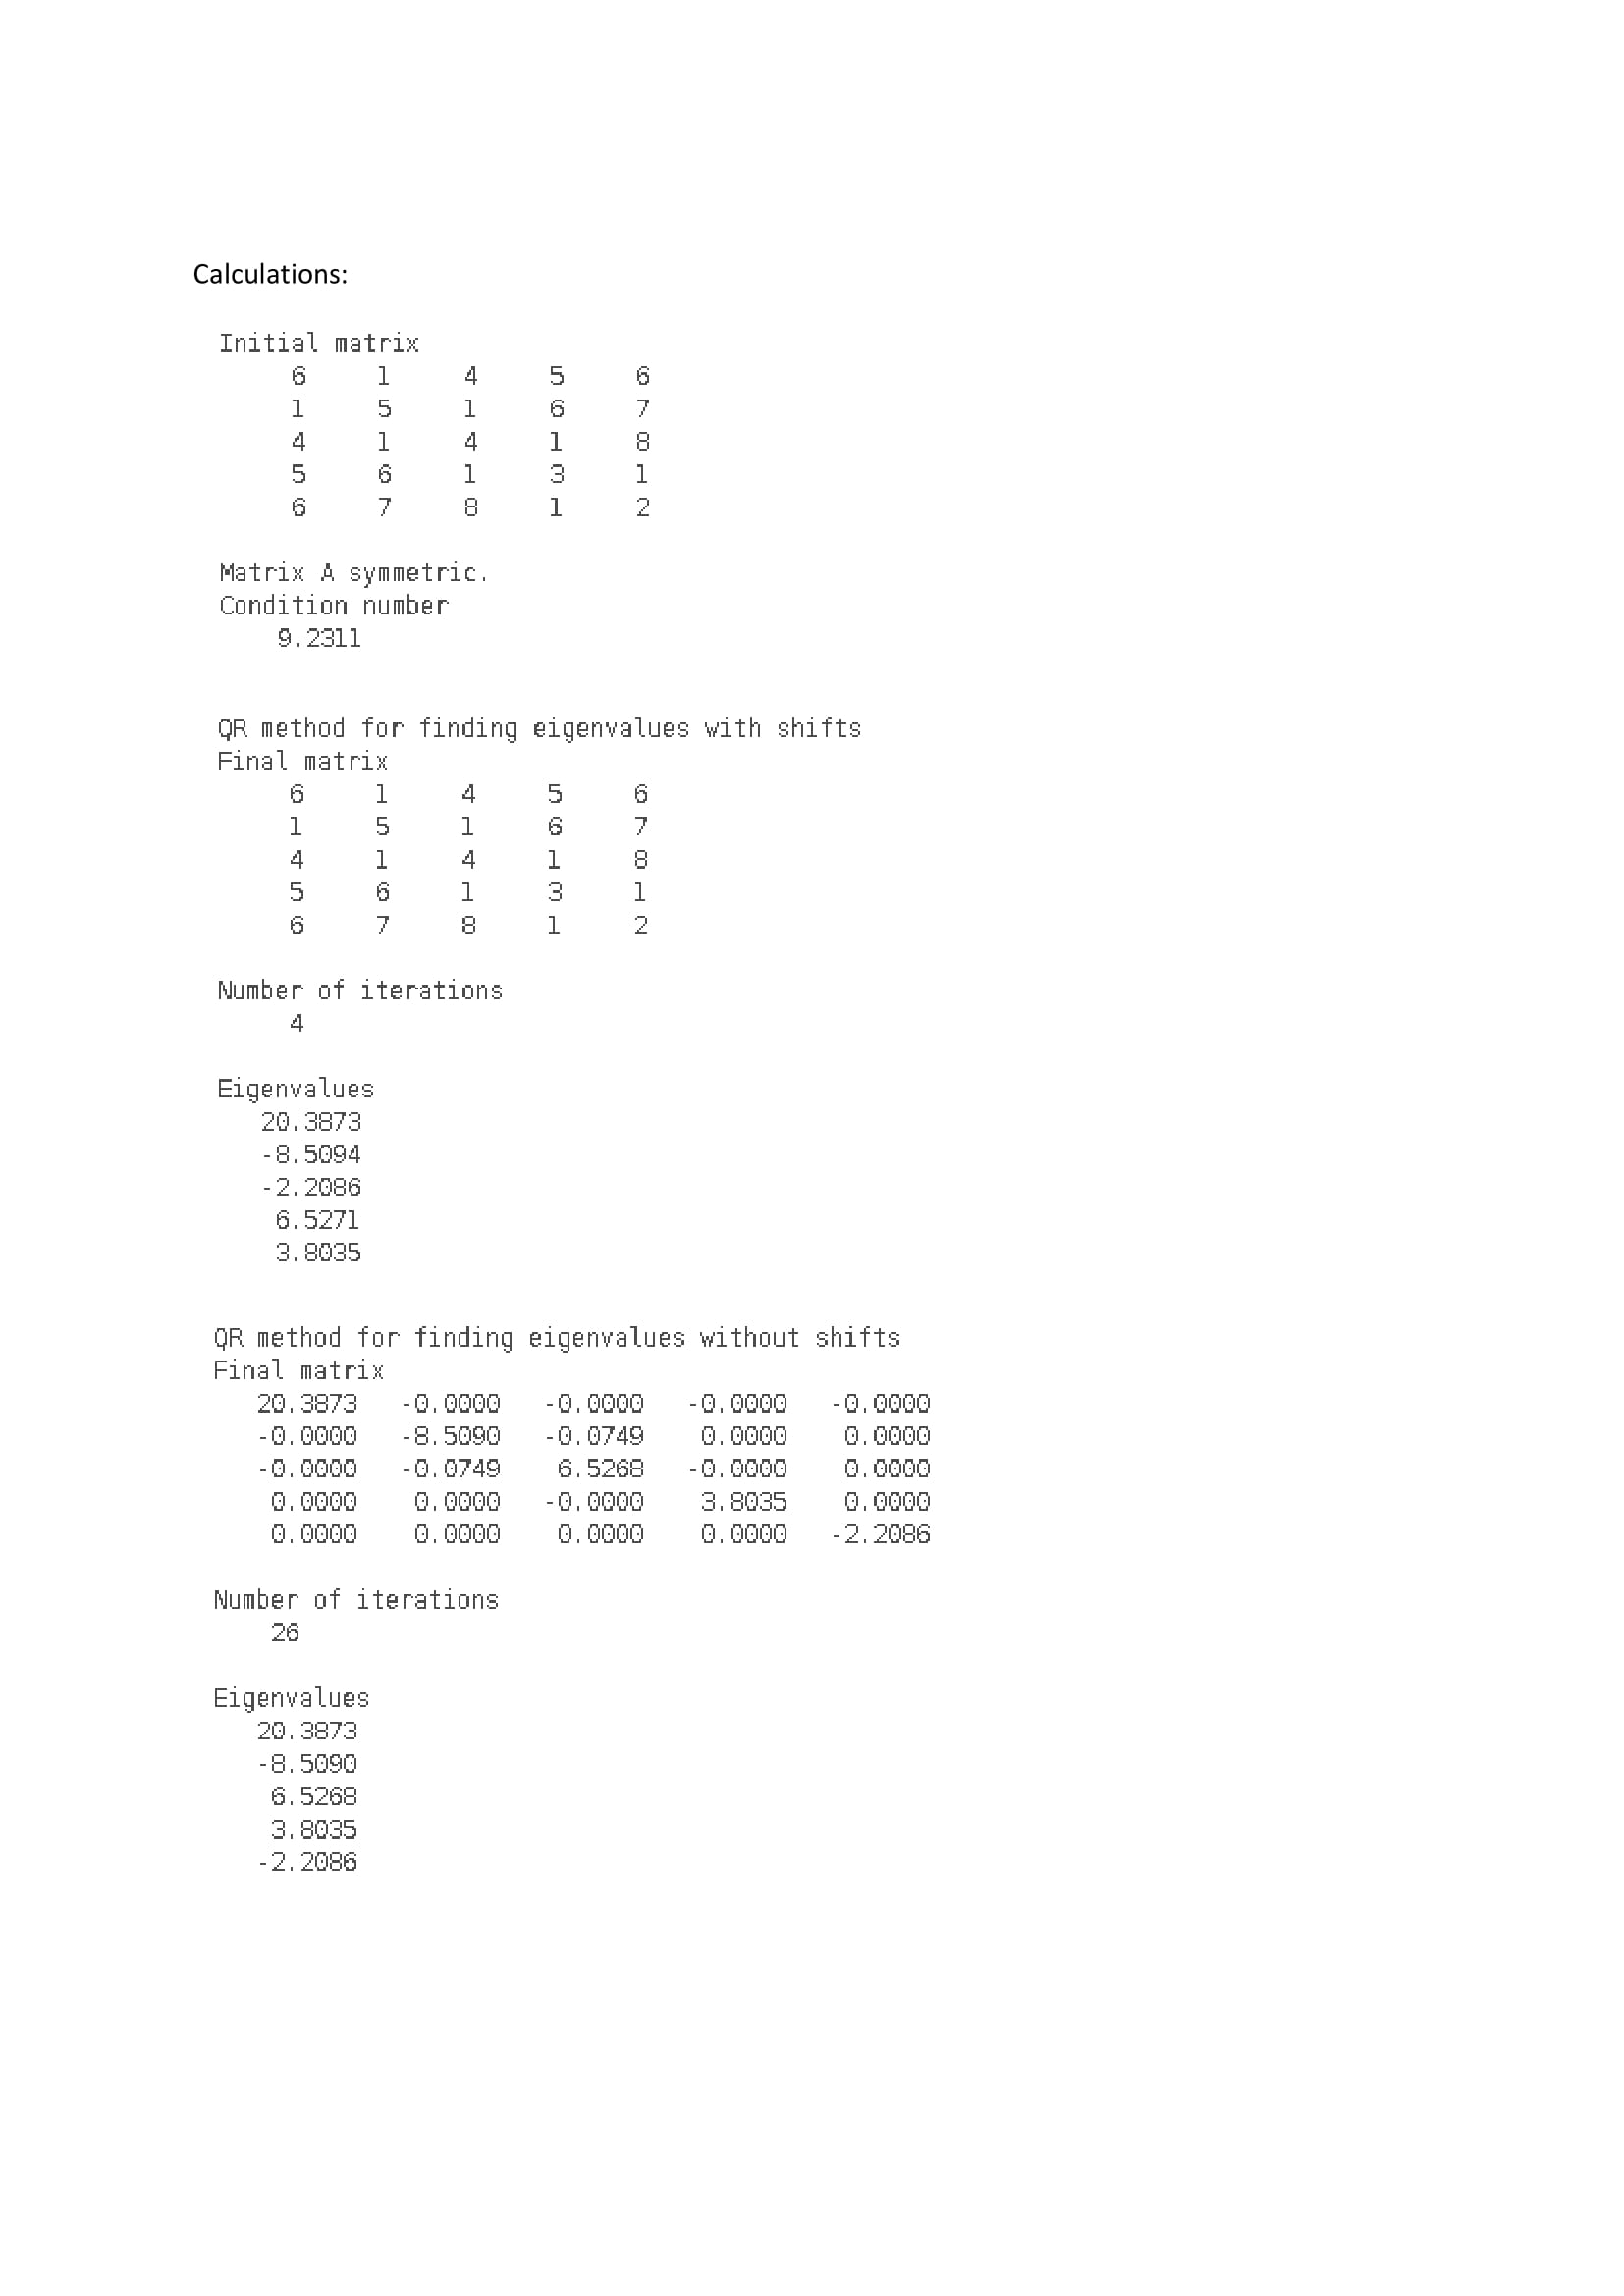 Calculations:
Initial matrix
6 1 4 5 6
1 5 1 6 7
4 1 4 1 8
5 6 1 3 1
6 7 8 1 2
Matrix A symmetric.
Condition number
9.2311
QR method for finding eigenvalues with shifts
Final matrix
6 1 4 5 6
1 5 1 6 7
4 1 4 1 8
5 6 1 3 1
6 7 8 1 2
Number of iterations
4
Eigenvalues
20.3873
-8.5094
-2.2086
6.5271
3.8035
QR method for finding eigenvalues without shifts
Final matrix
20.3873 -0.0000 -0.0000 -0.0000 -0.0000
-0.0000 -8.5090 -0.0749 0.0000 0.0000
-0.0000 -0.0749 6.5268 -0.0000 0.0000
0.0000 0.0000 -0.0000 3.8035 0.0000
0.0000 0.0000 0.0000 0.0000 -2.2086
Number of iterations
26
Eigenvalues
20.3873
-8.5090
6.5268
3.8035
-2.2086